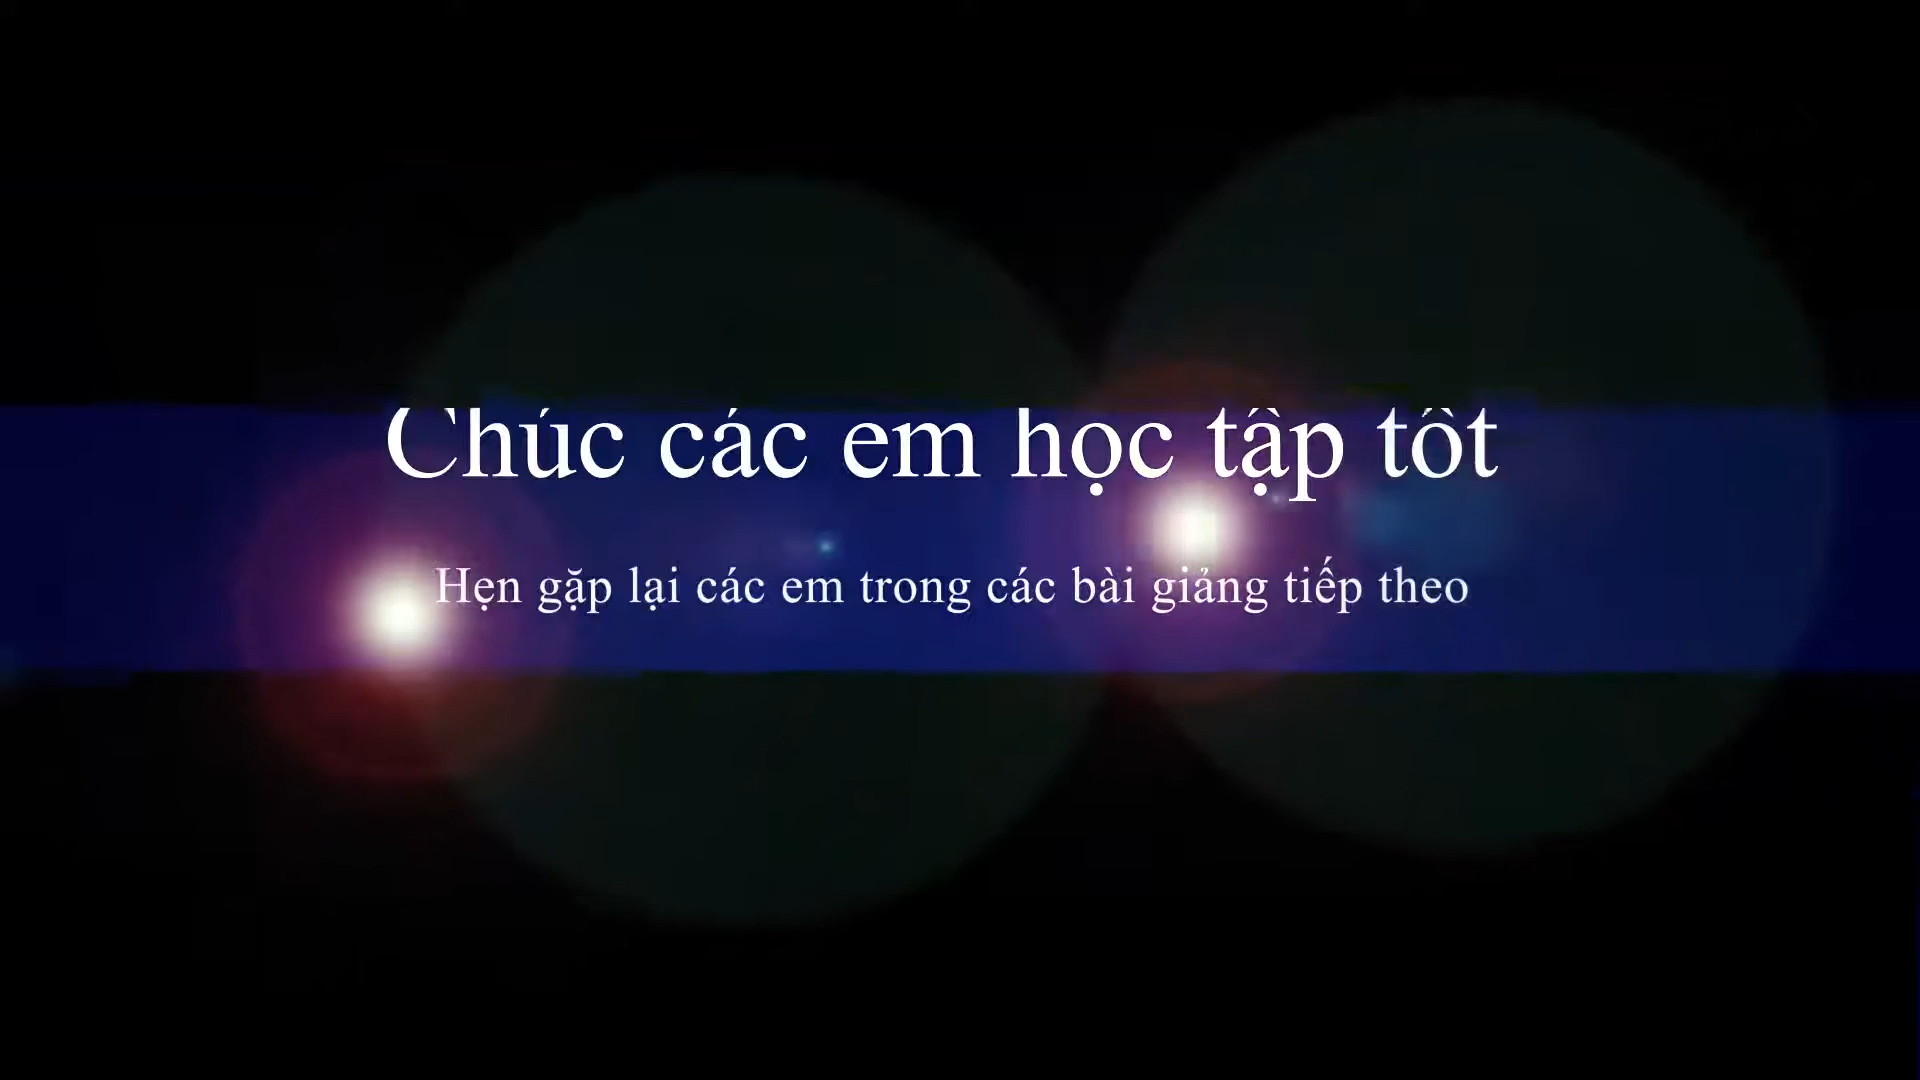 Chúc các em học tập tốt
Hẹn gặp lại các em trong các bài giảng tiếp theo